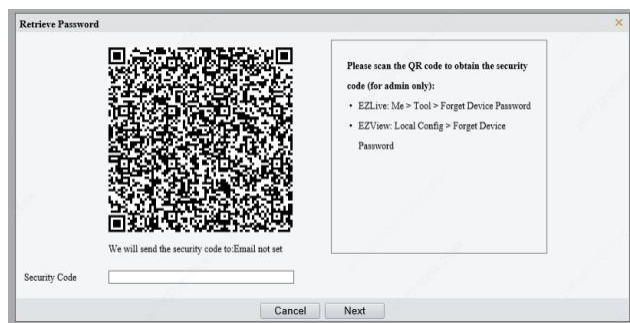 Retrieve Password
×
Please scan the QR code to obtain the security
code (for admin only):
• EZLive: Me > Tool > Forget Device Password
• EZView: Local Config > Forget Device
Password
We will send the security code to:Email not set
Security Code
Cancel Next